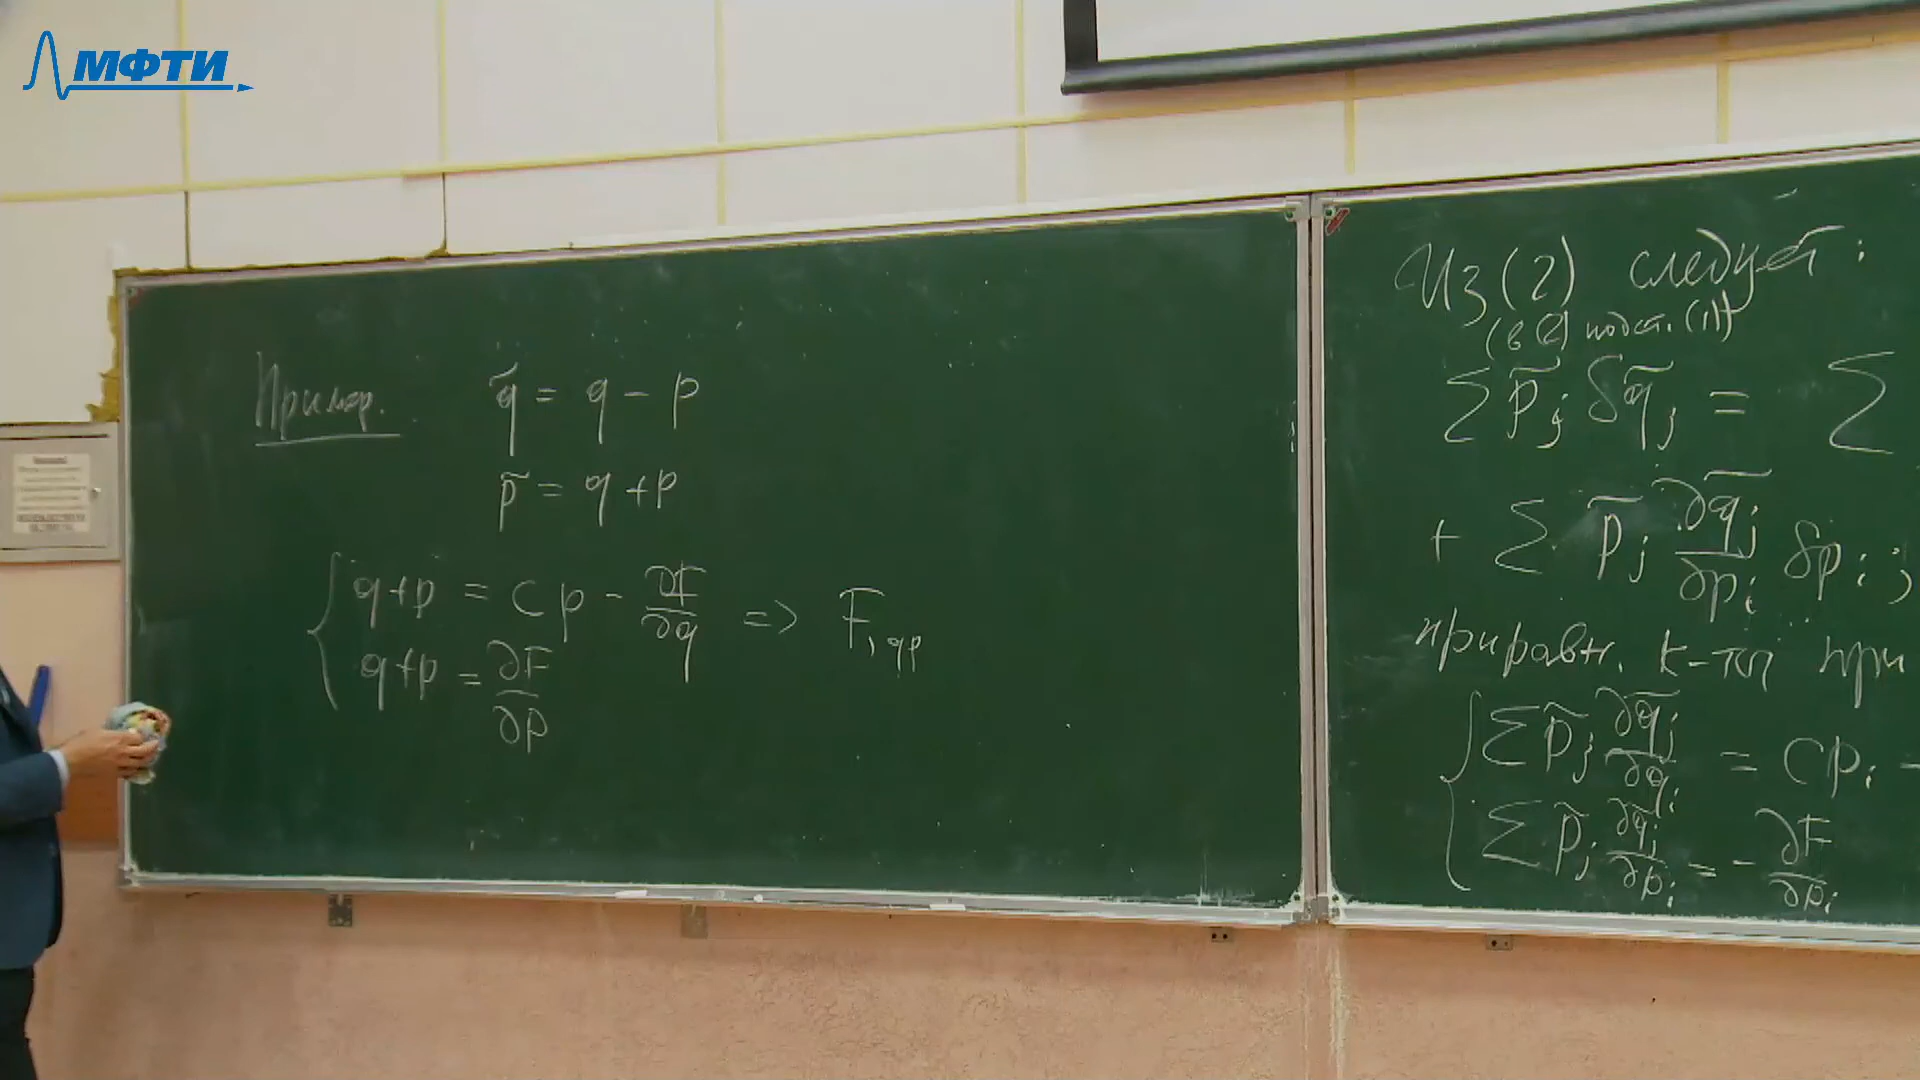 МФТИ
Пример. q̃ = q - p
p̃ = q + p
{ q+p = cp - ∂F/∂q => F,qp
q+p = ∂F/∂p
Из (2) следует:
(в (2) подст. (1))
∑ p̃ⱼ δq̃ⱼ = ∑
+ ∑ p̃ⱼ ∂q̃ⱼ/∂pᵢ δpᵢ ;
приравн. к-ты при
{ ∑ p̃ⱼ ∂q̃ⱼ/∂qᵢ = cpᵢ -
∑ p̃ⱼ ∂q̃ⱼ/∂pᵢ = - ∂F/∂pᵢ